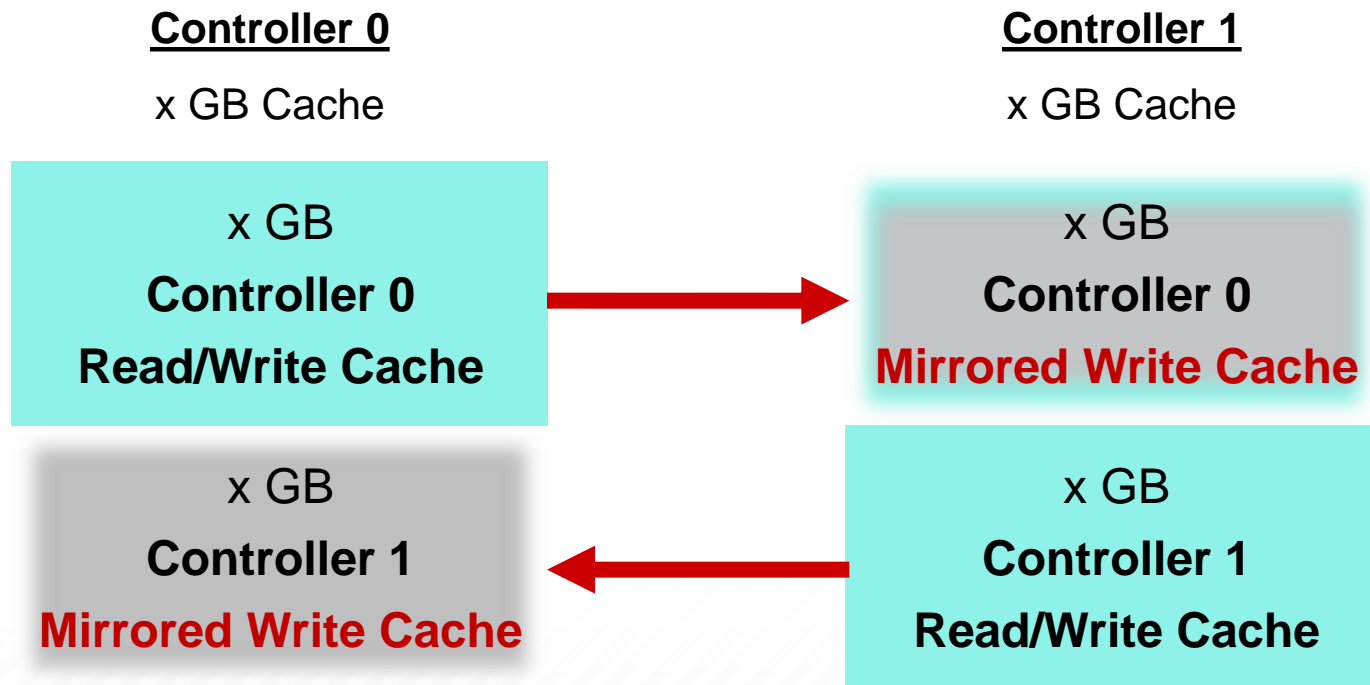 Controller 0
x GB Cache
x GB
Controller 0
Read/Write Cache
x GB
Controller 1
Mirrored Write Cache
Controller 1
x GB Cache
x GB
Controller 0
Mirrored Write Cache
x GB
Controller 1
Read/Write Cache